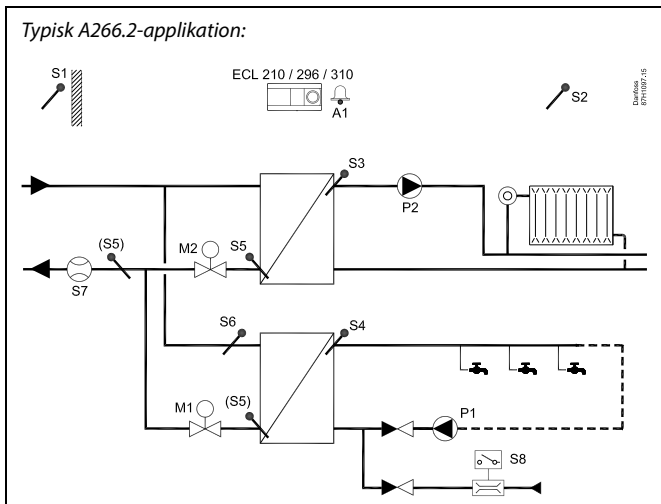 Typisk A266.2-applikation:
S1
ECL 210 / 296 / 310
A1
S2
Danfoss
87H1097.15
S3
P2
(S5)
M2
S5
S7
S6
S4
M1
(S5)
P1
S8